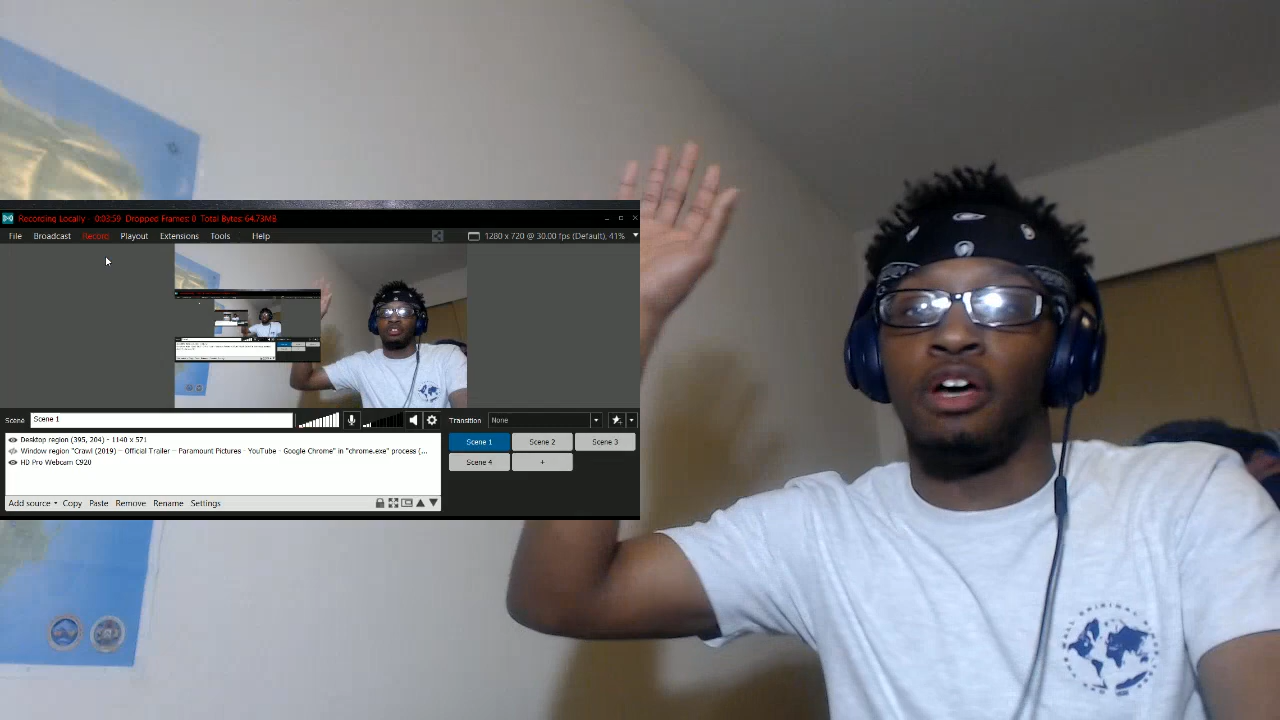 Recording Locally - 0:03:59 Dropped Frames: 0 Total Bytes: 64.73MB
File Broadcast Record Playout Extensions Tools Help 1280 x 720 @ 30.00 fps (Default), 41%
Scene Scene 1 Transition None
Desktop region (395, 204) - 1140 x 571
Window region "Crawl (2019) - Official Trailer - Paramount Pictures - YouTube - Google Chrome" in "chrome.exe" process (...
HD Pro Webcam C920
Scene 1 Scene 2 Scene 3
Scene 4 +
Add source Copy Paste Remove Rename Settings
ORIGINAL